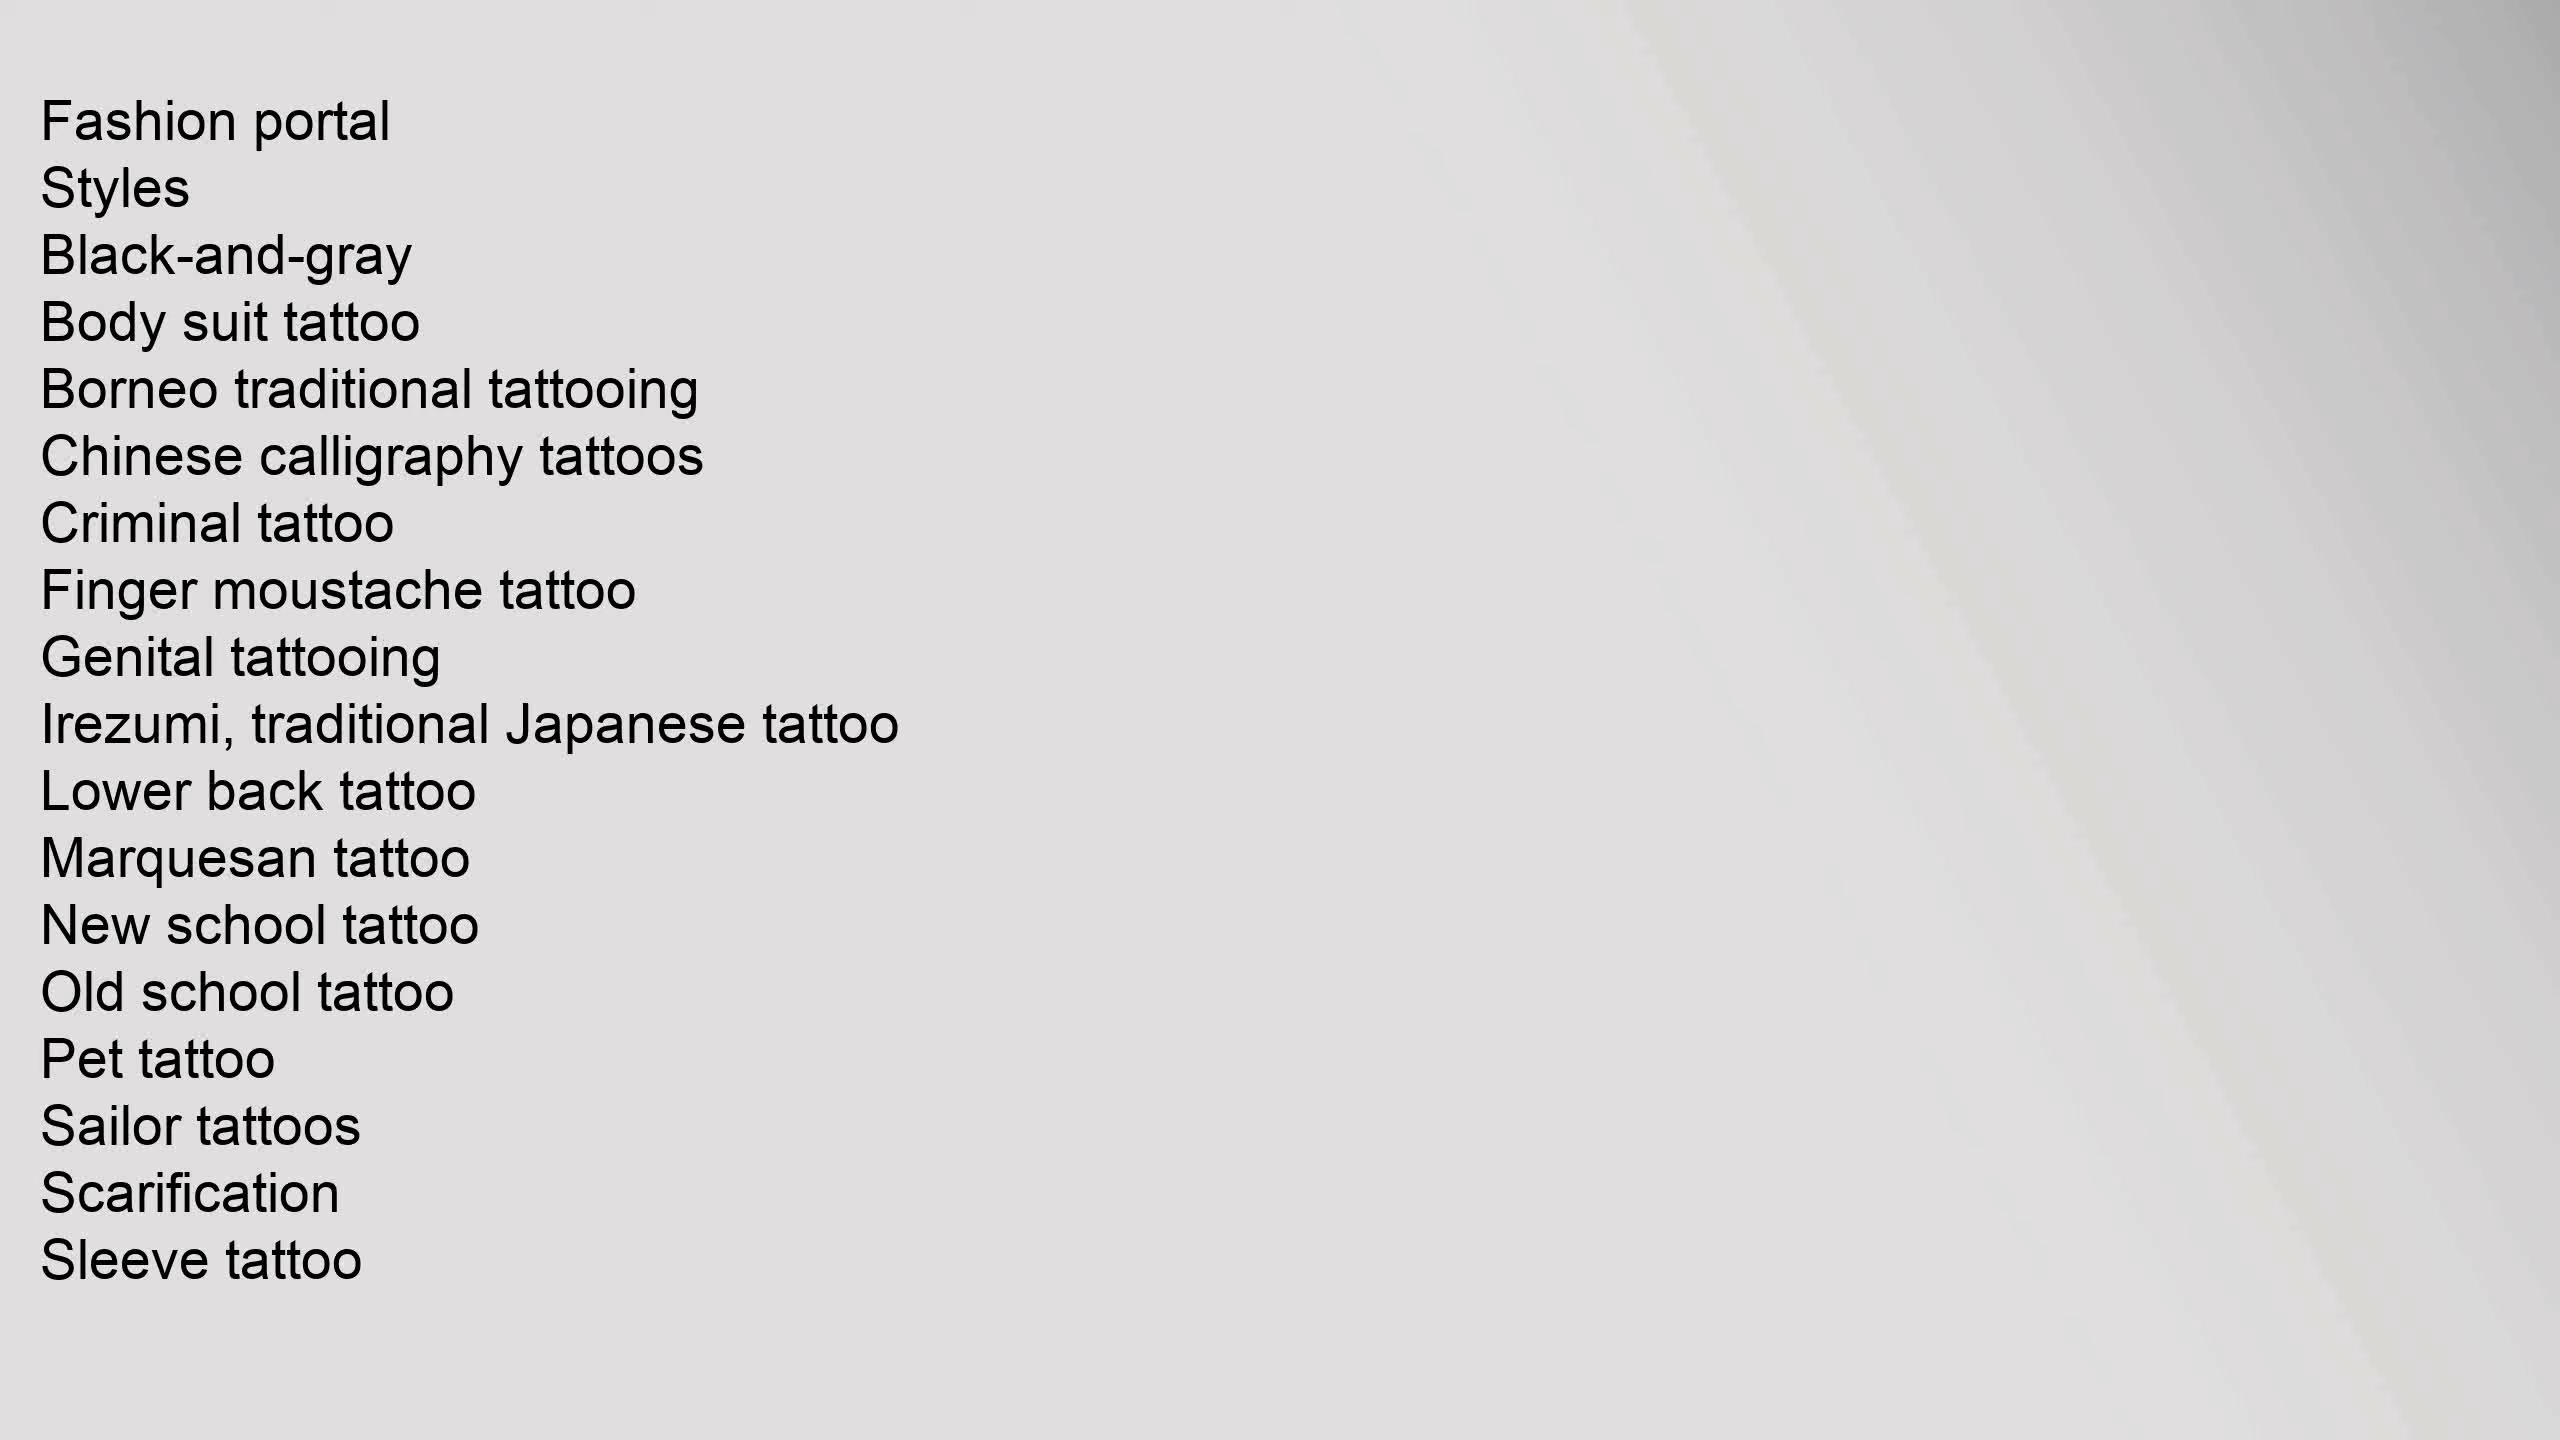 Fashion portal
Styles
Black-and-gray
Body suit tattoo
Borneo traditional tattooing
Chinese calligraphy tattoos
Criminal tattoo
Finger moustache tattoo
Genital tattooing
Irezumi, traditional Japanese tattoo
Lower back tattoo
Marquesan tattoo
New school tattoo
Old school tattoo
Pet tattoo
Sailor tattoos
Scarification
Sleeve tattoo